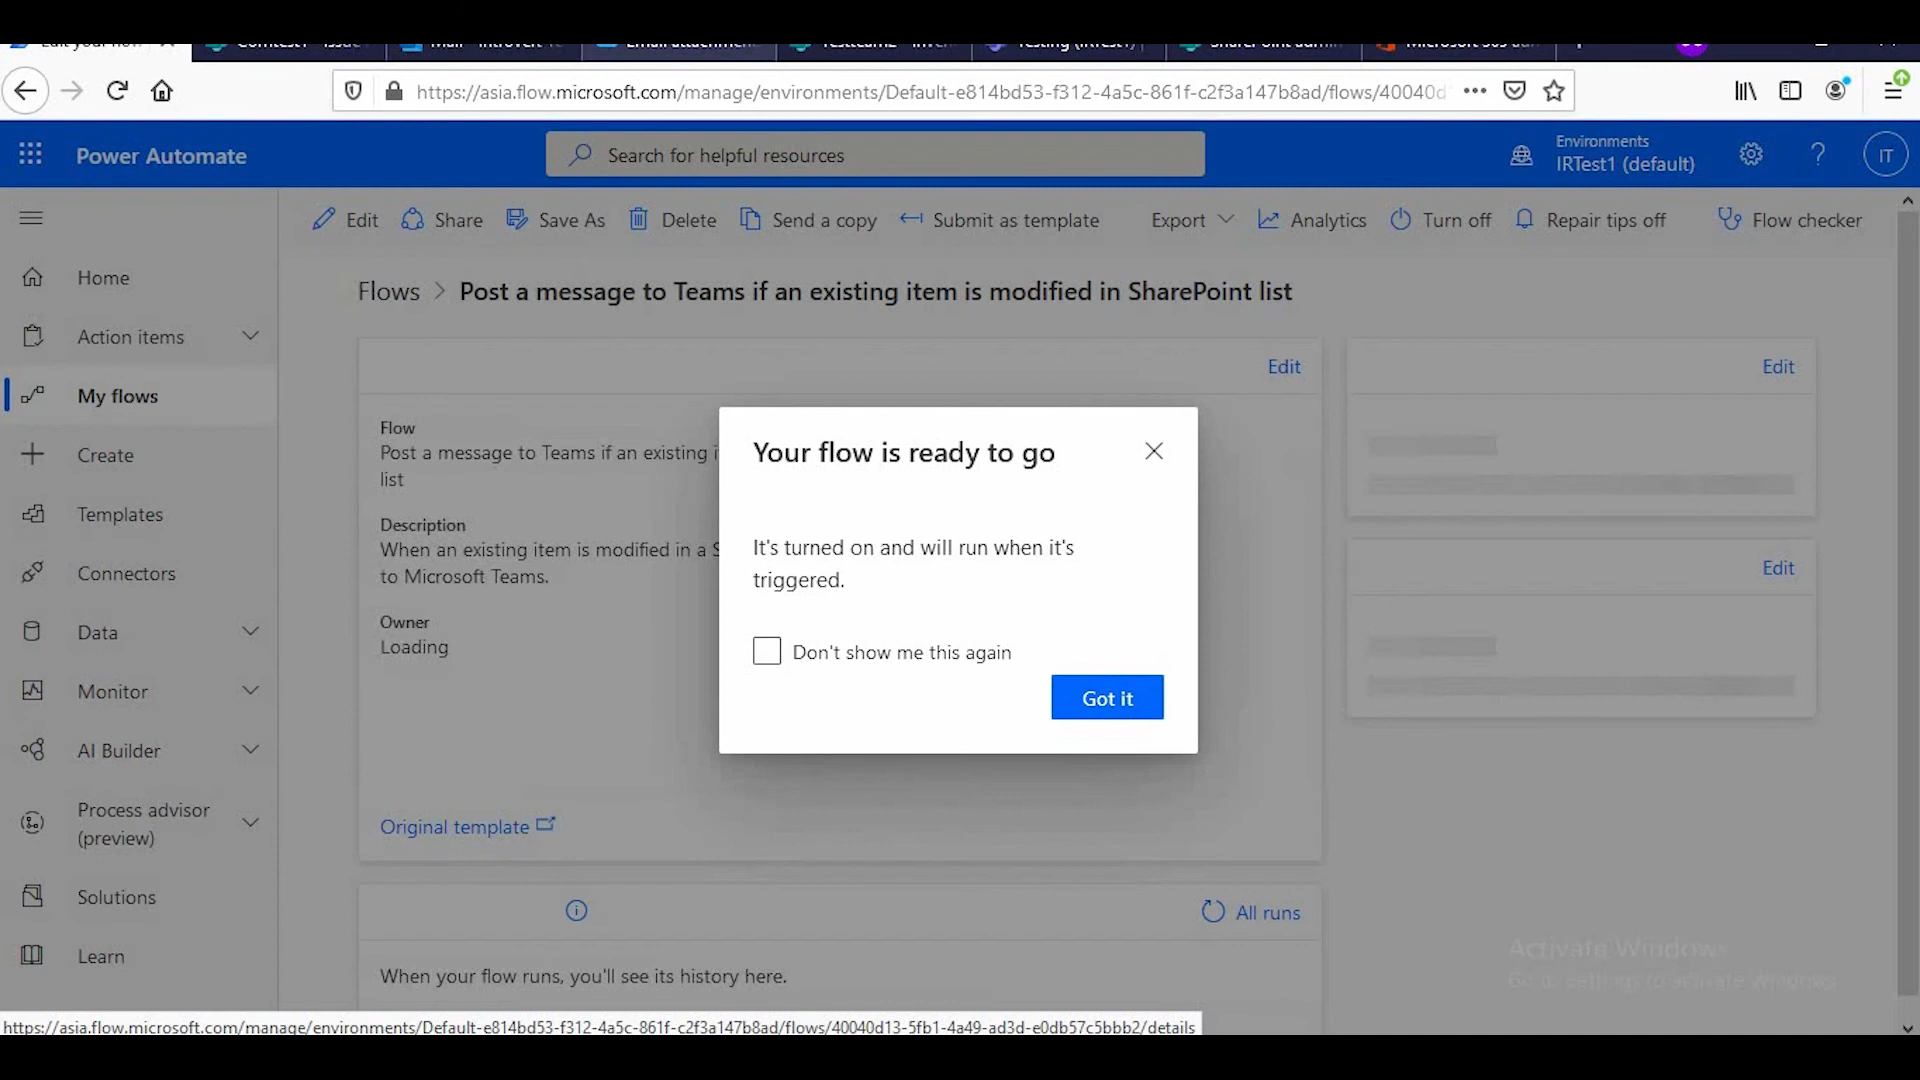 https://asia.flow.microsoft.com/manage/environments/Default-e814bd53-f312-4a5c-861f-c2f3a147b8ad/flows/40040d
Power Automate
Search for helpful resources
Environments
IRTest1 (default)
IT
Edit
Share
Save As
Delete
Send a copy
Submit as template
Export
Analytics
Turn off
Repair tips off
Flow checker
Home
Action items
My flows
Create
Templates
Connectors
Data
Monitor
AI Builder
Process advisor
(preview)
Solutions
Learn
Flows > Post a message to Teams if an existing item is modified in SharePoint list
Edit
Flow
Post a message to Teams if an existing i
list
Description
When an existing item is modified in a S
to Microsoft Teams.
Owner
Loading
Original template
Edit
Edit
Your flow is ready to go
It's turned on and will run when it's
triggered.
Don't show me this again
Got it
All runs
When your flow runs, you'll see its history here.
Activate Windows
Go to settings to activate Windows.
https://asia.flow.microsoft.com/manage/environments/Default-e814bd53-f312-4a5c-861f-c2f3a147b8ad/flows/40040d13-5fb1-4a49-ad3d-e0db57c5bbb2/details